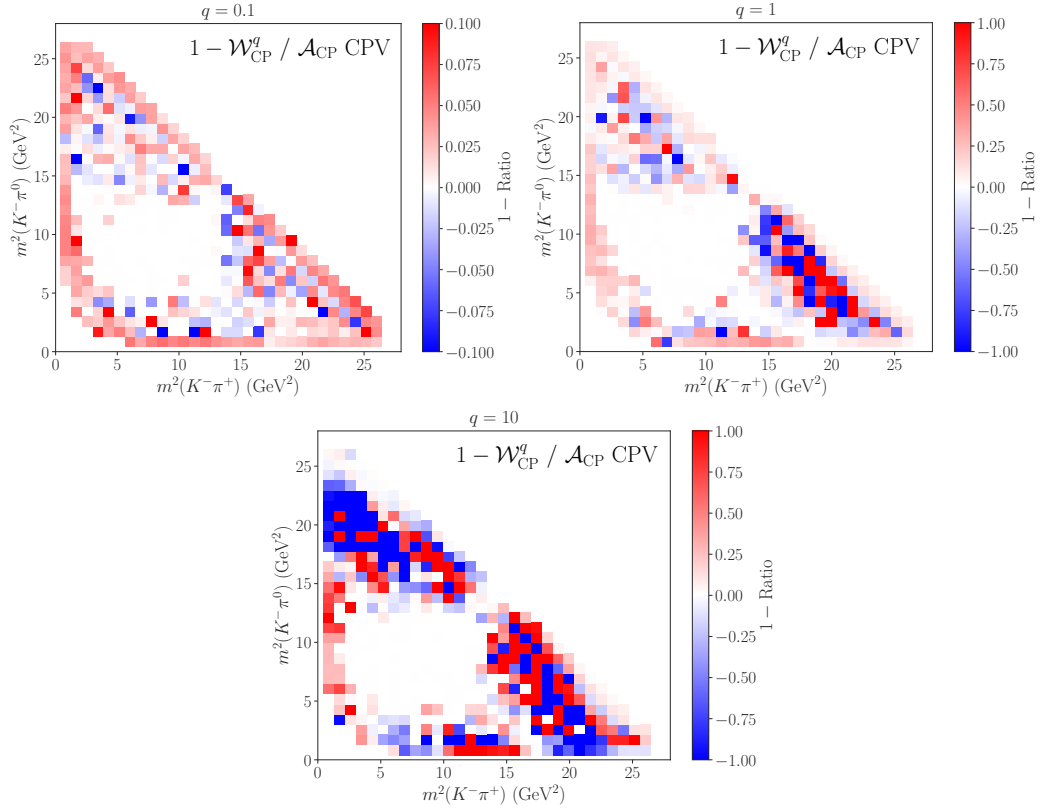 q = 0.1
1 − 𝒲^q_CP / 𝒜_CP CPV
m²(K⁻π⁰) (GeV²)
25
20
15
10
5
0
0 5 10 15 20 25
m²(K⁻π⁺) (GeV²)
0.100
0.075
0.050
0.025
0.000
−0.025
−0.050
−0.075
−0.100
1 − Ratio
q = 1
1 − 𝒲^q_CP / 𝒜_CP CPV
m²(K⁻π⁰) (GeV²)
25
20
15
10
5
0
0 5 10 15 20 25
m²(K⁻π⁺) (GeV²)
1.00
0.75
0.50
0.25
0.00
−0.25
−0.50
−0.75
−1.00
1 − Ratio
q = 10
1 − 𝒲^q_CP / 𝒜_CP CPV
m²(K⁻π⁰) (GeV²)
25
20
15
10
5
0
0 5 10 15 20 25
m²(K⁻π⁺) (GeV²)
1.00
0.75
0.50
0.25
0.00
−0.25
−0.50
−0.75
−1.00
1 − Ratio